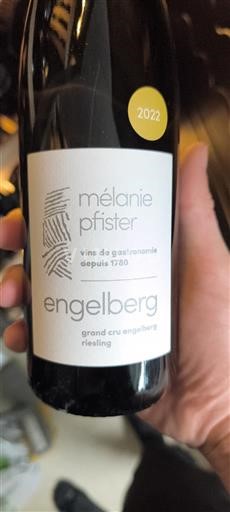 2022
mélanie
pfister
vins de gastronomie
depuis 1780
engelberg
grand cru engelberg
riesling